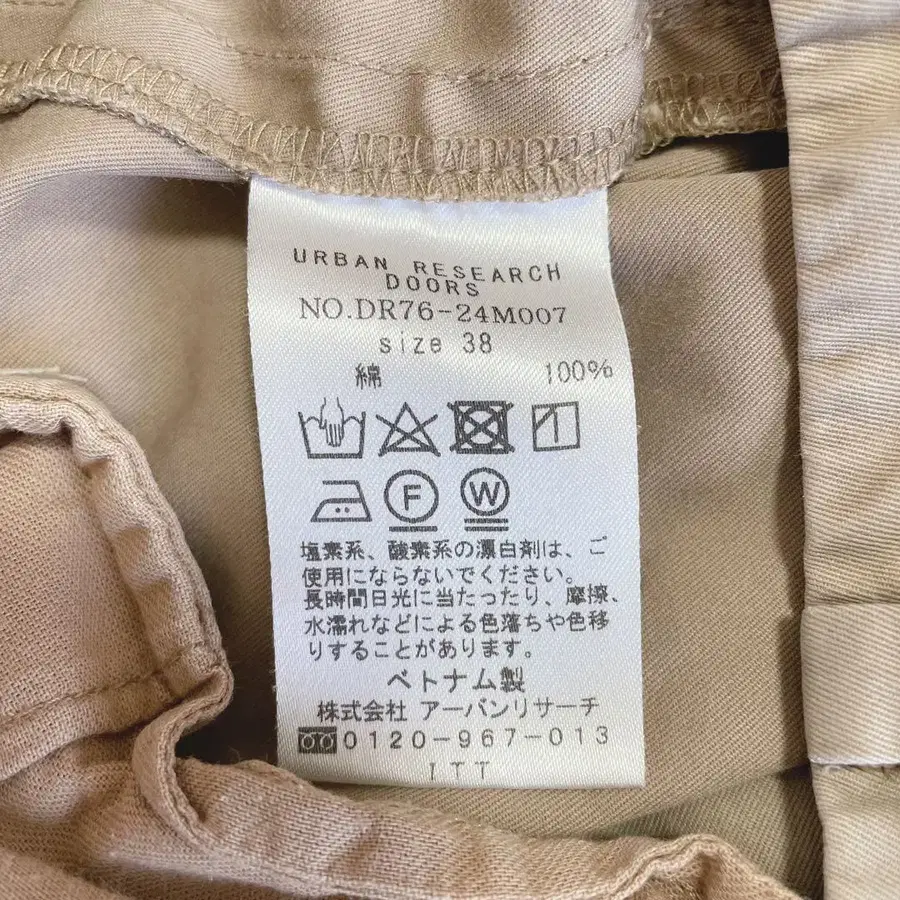 URBAN RESEARCH
DOORS
NO.DR76-24M007
size 38
綿 100%
F W
塩素系、酸素系の漂白剤は、ご
使用にならないでください。
長時間日光に当たったり、摩擦、
水濡れなどによる色落ちや色移
りすることがあります。
ベトナム製
株式会社 アーバンリサーチ
0120-967-013
ITT